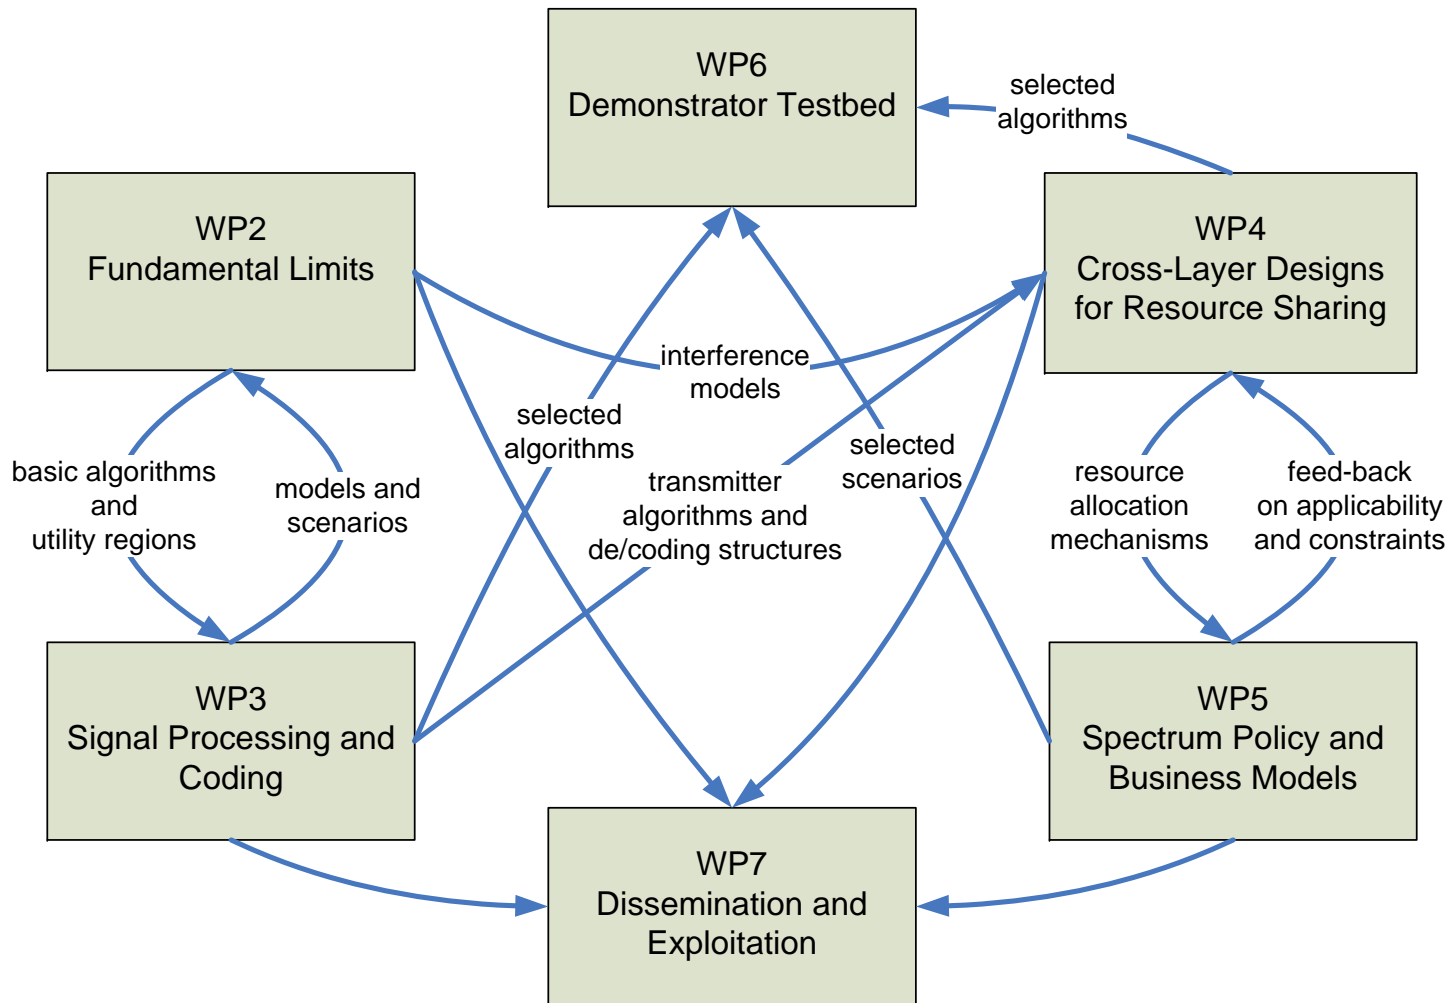 WP6
Demonstrator Testbed
selected
algorithms
WP2
Fundamental Limits
WP4
Cross-Layer Designs
for Resource Sharing
interference
models
selected
algorithms
selected
scenarios
basic algorithms
and
utility regions
models and
scenarios
transmitter
algorithms and
de/coding structures
resource
allocation
mechanisms
feed-back
on applicability
and constraints
WP3
Signal Processing and
Coding
WP5
Spectrum Policy and
Business Models
WP7
Dissemination and
Exploitation